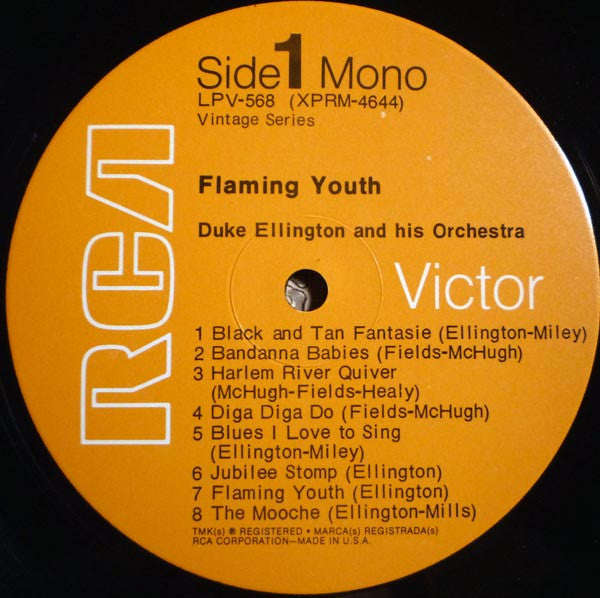 Side 1 Mono
LPV-568 (XPRM-4644)
Vintage Series
RCA
Flaming Youth
Duke Ellington and his Orchestra
Victor
1 Black and Tan Fantasie (Ellington-Miley)
2 Bandanna Babies (Fields-McHugh)
3 Harlem River Quiver
(McHugh-Fields-Healy)
4 Diga Diga Do (Fields-McHugh)
5 Blues I Love to Sing
(Ellington-Miley)
6 Jubilee Stomp (Ellington)
7 Flaming Youth (Ellington)
8 The Mooche (Ellington-Mills)
TMK(s) ® REGISTERED • MARCA(s) REGISTRADA(s)
RCA CORPORATION—MADE IN U.S.A.